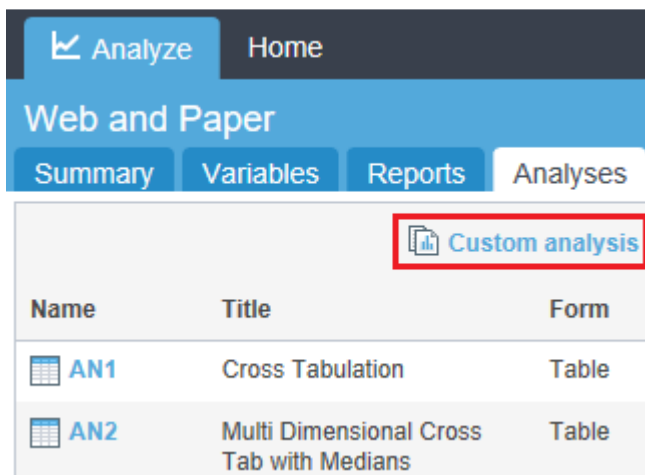 Analyze Home
Web and Paper
Summary Variables Reports Analyses
Custom analysis
Name Title Form
AN1 Cross Tabulation Table
AN2 Multi Dimensional Cross Table
Tab with Medians